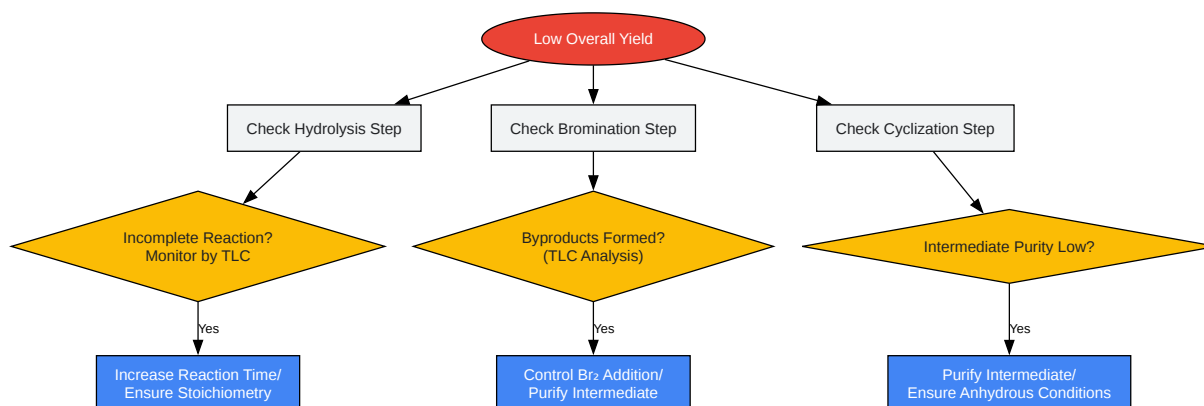 Low Overall Yield
Check Hydrolysis Step
Check Bromination Step
Check Cyclization Step
Incomplete Reaction?
Monitor by TLC
Byproducts Formed?
(TLC Analysis)
Intermediate Purity Low?
Yes
Yes
Yes
Increase Reaction Time/
Ensure Stoichiometry
Control Br₂ Addition/
Purify Intermediate
Purify Intermediate/
Ensure Anhydrous Conditions